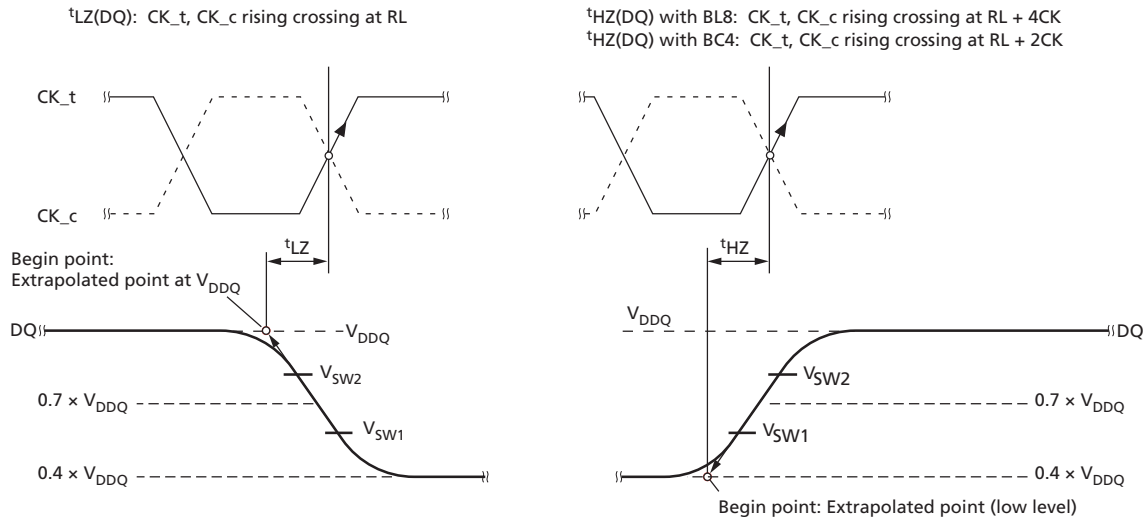 tLZ(DQ): CK_t, CK_c rising crossing at RL
tHZ(DQ) with BL8: CK_t, CK_c rising crossing at RL + 4CK
tHZ(DQ) with BC4: CK_t, CK_c rising crossing at RL + 2CK
CK_t
CK_c
tLZ
tHZ
Begin point:
Extrapolated point at VDDQ
DQ
VDDQ
VDDQ
DQ
VSW2
VSW2
0.7 × VDDQ
0.7 × VDDQ
VSW1
VSW1
0.4 × VDDQ
0.4 × VDDQ
Begin point: Extrapolated point (low level)